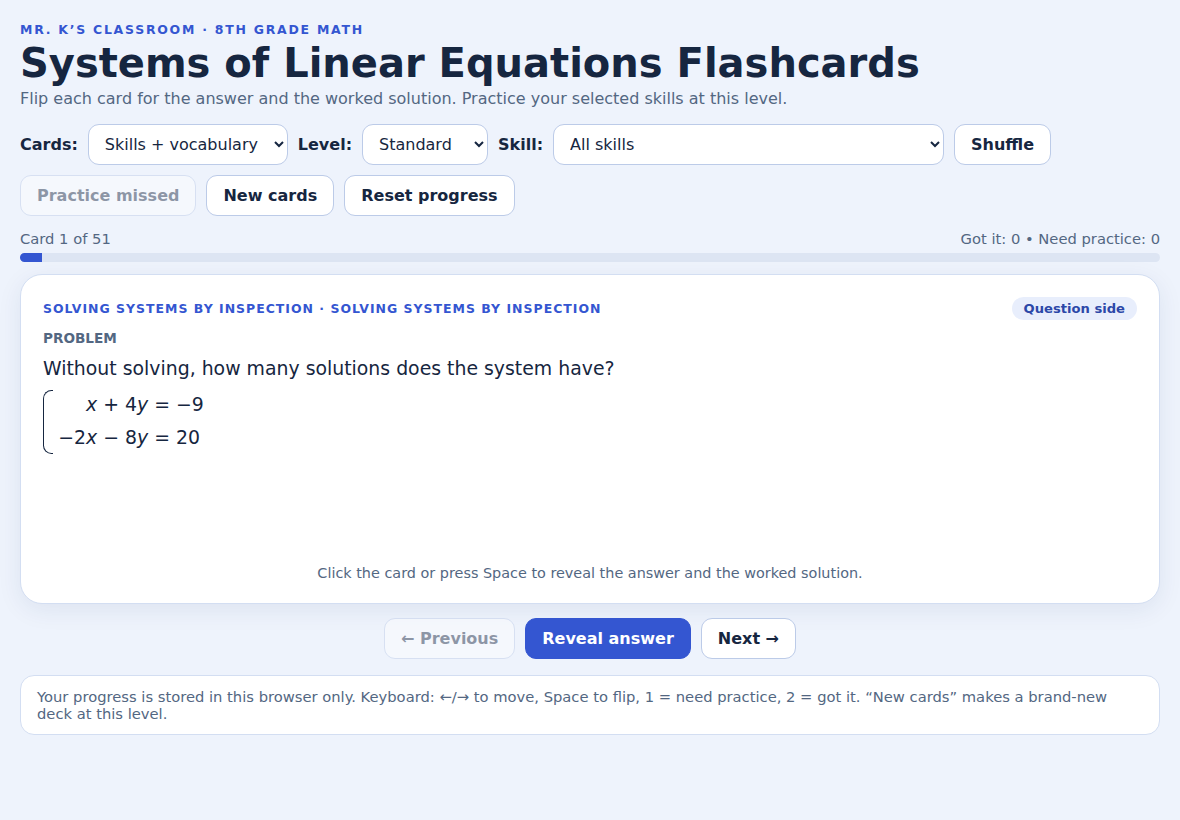 MR. K’S CLASSROOM · 8TH GRADE MATH
Systems of Linear Equations Flashcards
Flip each card for the answer and the worked solution. Practice your selected skills at this level.
Cards: Skills + vocabulary Level: Standard Skill: All skills Shuffle
Practice missed New cards Reset progress
Card 1 of 51 Got it: 0 • Need practice: 0
SOLVING SYSTEMS BY INSPECTION · SOLVING SYSTEMS BY INSPECTION Question side
PROBLEM
Without solving, how many solutions does the system have?
x + 4y = −9
−2x − 8y = 20
Click the card or press Space to reveal the answer and the worked solution.
← Previous Reveal answer Next →
Your progress is stored in this browser only. Keyboard: ←/→ to move, Space to flip, 1 = need practice, 2 = got it. “New cards” makes a brand-new
deck at this level.